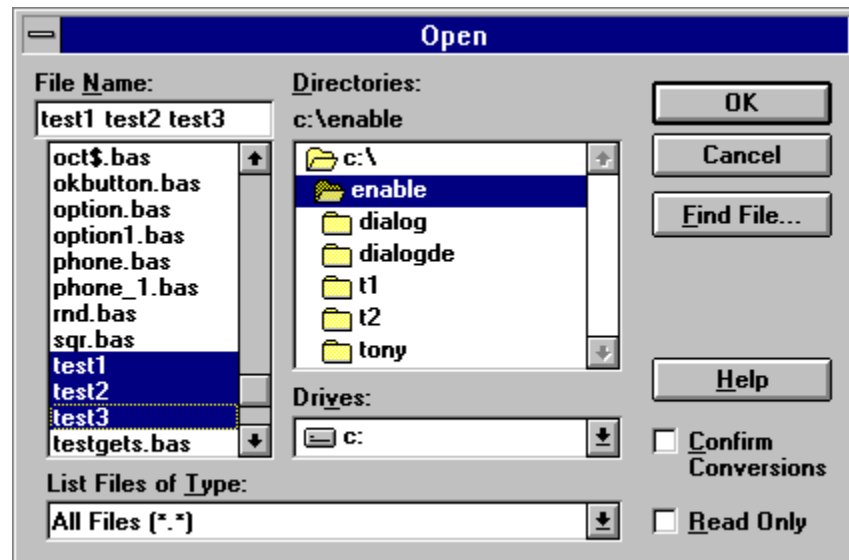 Open
File Name:
test1 test2 test3
oct$.bas
okbutton.bas
option.bas
option1.bas
phone.bas
phone_1.bas
rnd.bas
sqr.bas
test1
test2
test3
testgets.bas
List Files of Type:
All Files (*.*)
Directories:
c:\enable
c:\
enable
dialog
dialogde
t1
t2
tony
Drives:
c:
OK
Cancel
Find File...
Help
Confirm
Conversions
Read Only